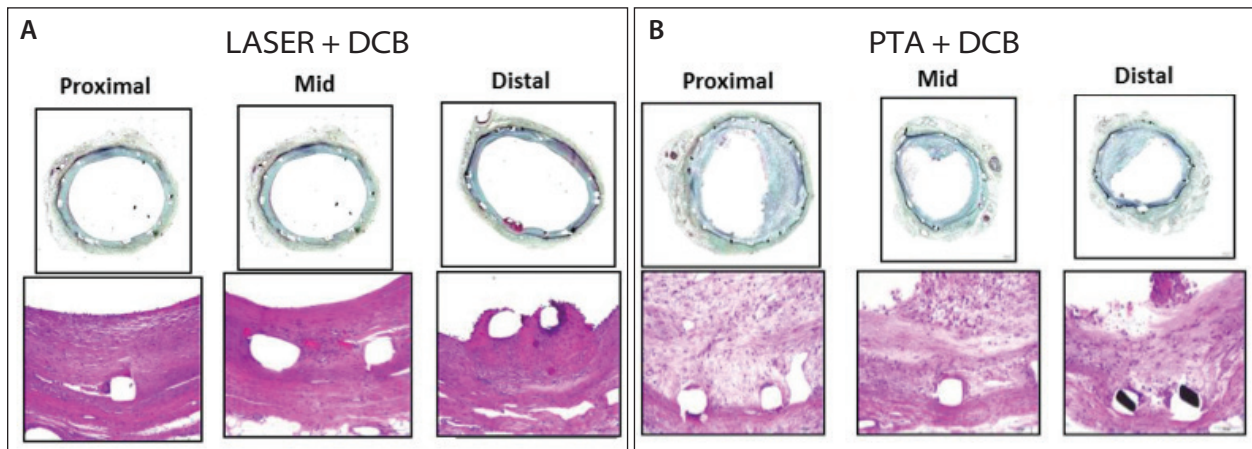 A
LASER + DCB
Proximal
Mid
Distal
B
PTA + DCB
Proximal
Mid
Distal